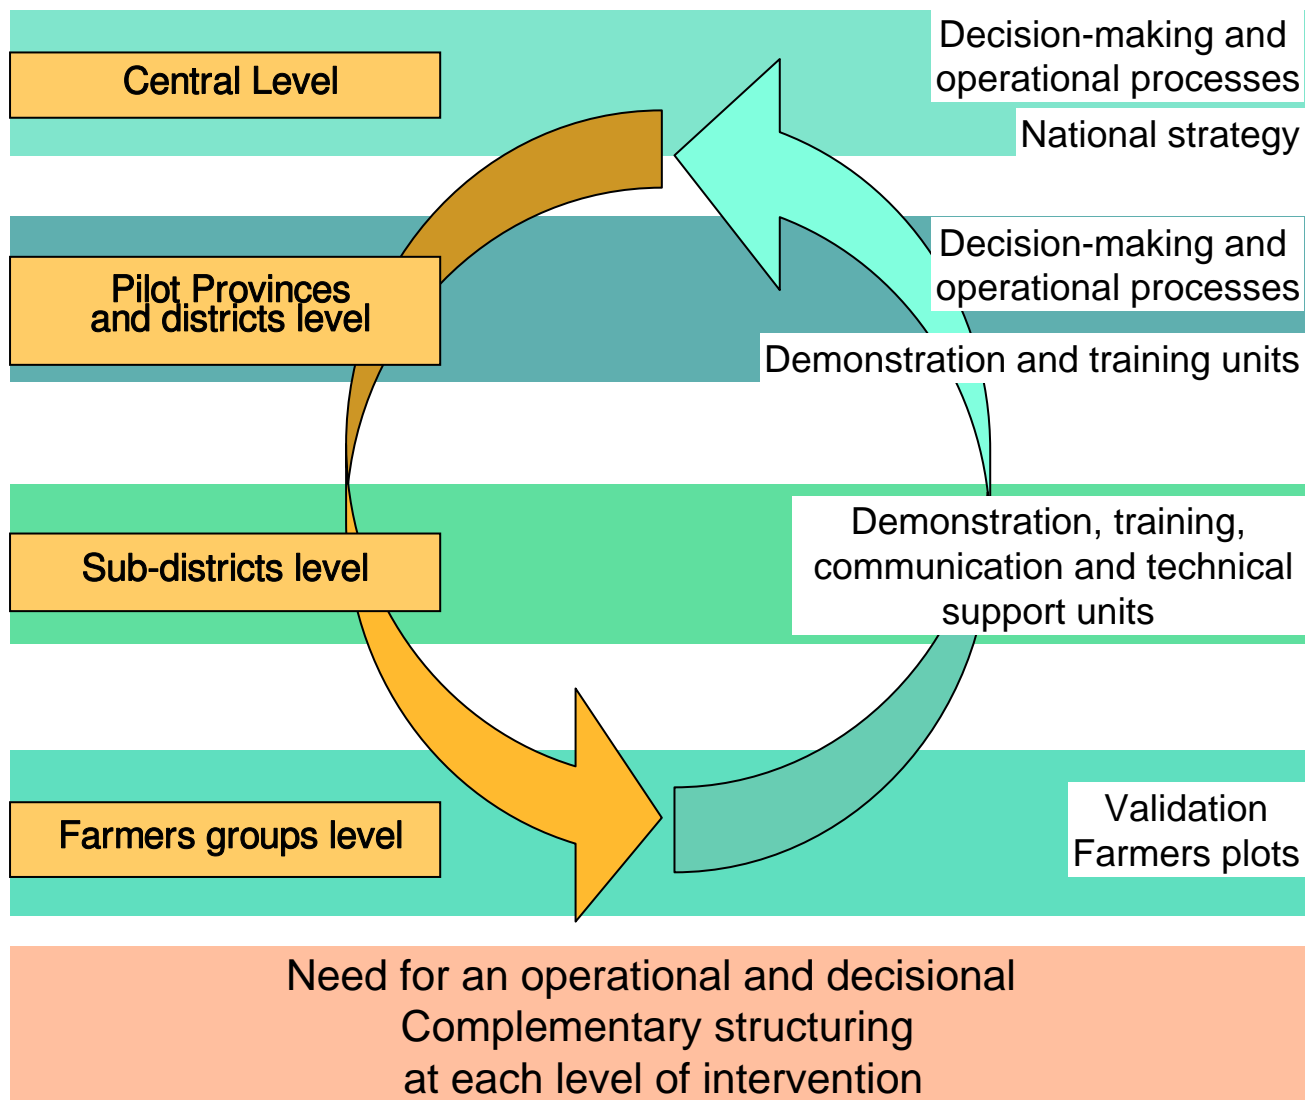 Central Level
Decision-making and
operational processes
National strategy
Pilot Provinces
and districts level
Decision-making and
operational processes
Demonstration and training units
Sub-districts level
Demonstration, training,
communication and technical
support units
Farmers groups level
Validation
Farmers plots
Need for an operational and decisional
Complementary structuring
at each level of intervention